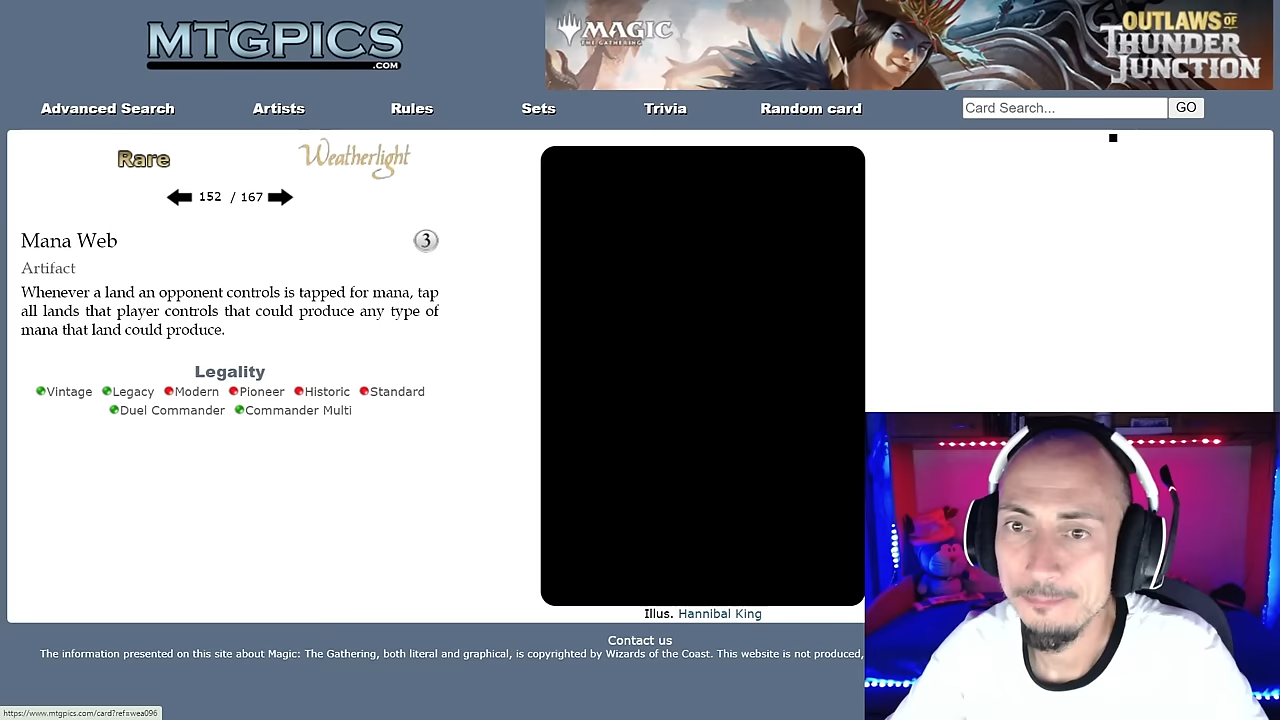 MTGPICS
.COM
MAGIC
THE GATHERING
OUTLAWS OF
THUNDER
JUNCTION
Advanced Search
Artists
Rules
Sets
Trivia
Random card
Card Search...
GO
Rare
Weatherlight
152 / 167
Mana Web
3
Artifact
Whenever a land an opponent controls is tapped for mana, tap
all lands that player controls that could produce any type of
mana that land could produce.
Legality
Vintage Legacy Modern Pioneer Historic Standard
Duel Commander Commander Multi
Illus. Hannibal King
Contact us
The information presented on this site about Magic: The Gathering, both literal and graphical, is copyrighted by Wizards of the Coast. This website is not produced,
https://www.mtgpics.com/card?ref=wea096